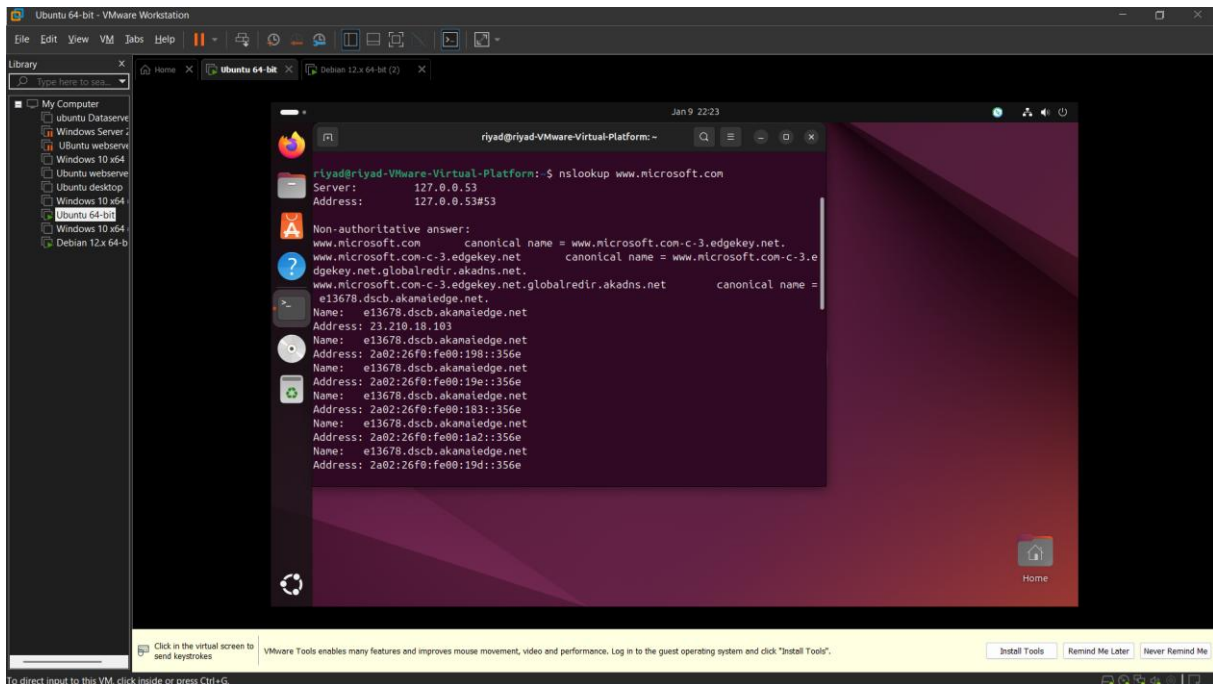 Ubuntu 64-bit - VMware Workstation
File Edit View VM Tabs Help
Library
Type here to sea...
Home
Ubuntu 64-bit
Debian 12.x 64-bit (2)
My Computer
ubuntu Dataserve
Windows Server 2
UBuntu webserve
Windows 10 x64
Ubuntu webserve
Ubuntu desktop
Windows 10 x64
Ubuntu 64-bit
Windows 10 x64
Debian 12.x 64-b
Jan 9 22:23
riyad@riyad-VMware-Virtual-Platform: ~
riyad@riyad-VMware-Virtual-Platform:~$ nslookup www.microsoft.com
Server: 127.0.0.53
Address: 127.0.0.53#53
Non-authoritative answer:
www.microsoft.com canonical name = www.microsoft.com-c-3.edgekey.net.
www.microsoft.com-c-3.edgekey.net canonical name = www.microsoft.com-c-3.e
dgekey.net.globalredir.akadns.net.
www.microsoft.com-c-3.edgekey.net.globalredir.akadns.net canonical name =
e13678.dscb.akamaiedge.net.
Name: e13678.dscb.akamaiedge.net
Address: 23.210.18.103
Name: e13678.dscb.akamaiedge.net
Address: 2a02:26f0:fe00:198::356e
Name: e13678.dscb.akamaiedge.net
Address: 2a02:26f0:fe00:19e::356e
Name: e13678.dscb.akamaiedge.net
Address: 2a02:26f0:fe00:183::356e
Name: e13678.dscb.akamaiedge.net
Address: 2a02:26f0:fe00:1a2::356e
Name: e13678.dscb.akamaiedge.net
Address: 2a02:26f0:fe00:19d::356e
Home
Click in the virtual screen to
send keystrokes
VMware Tools enables many features and improves mouse movement, video and performance. Log in to the guest operating system and click "Install Tools".
Install Tools
Remind Me Later
Never Remind Me
To direct input to this VM, click inside or press Ctrl+G.